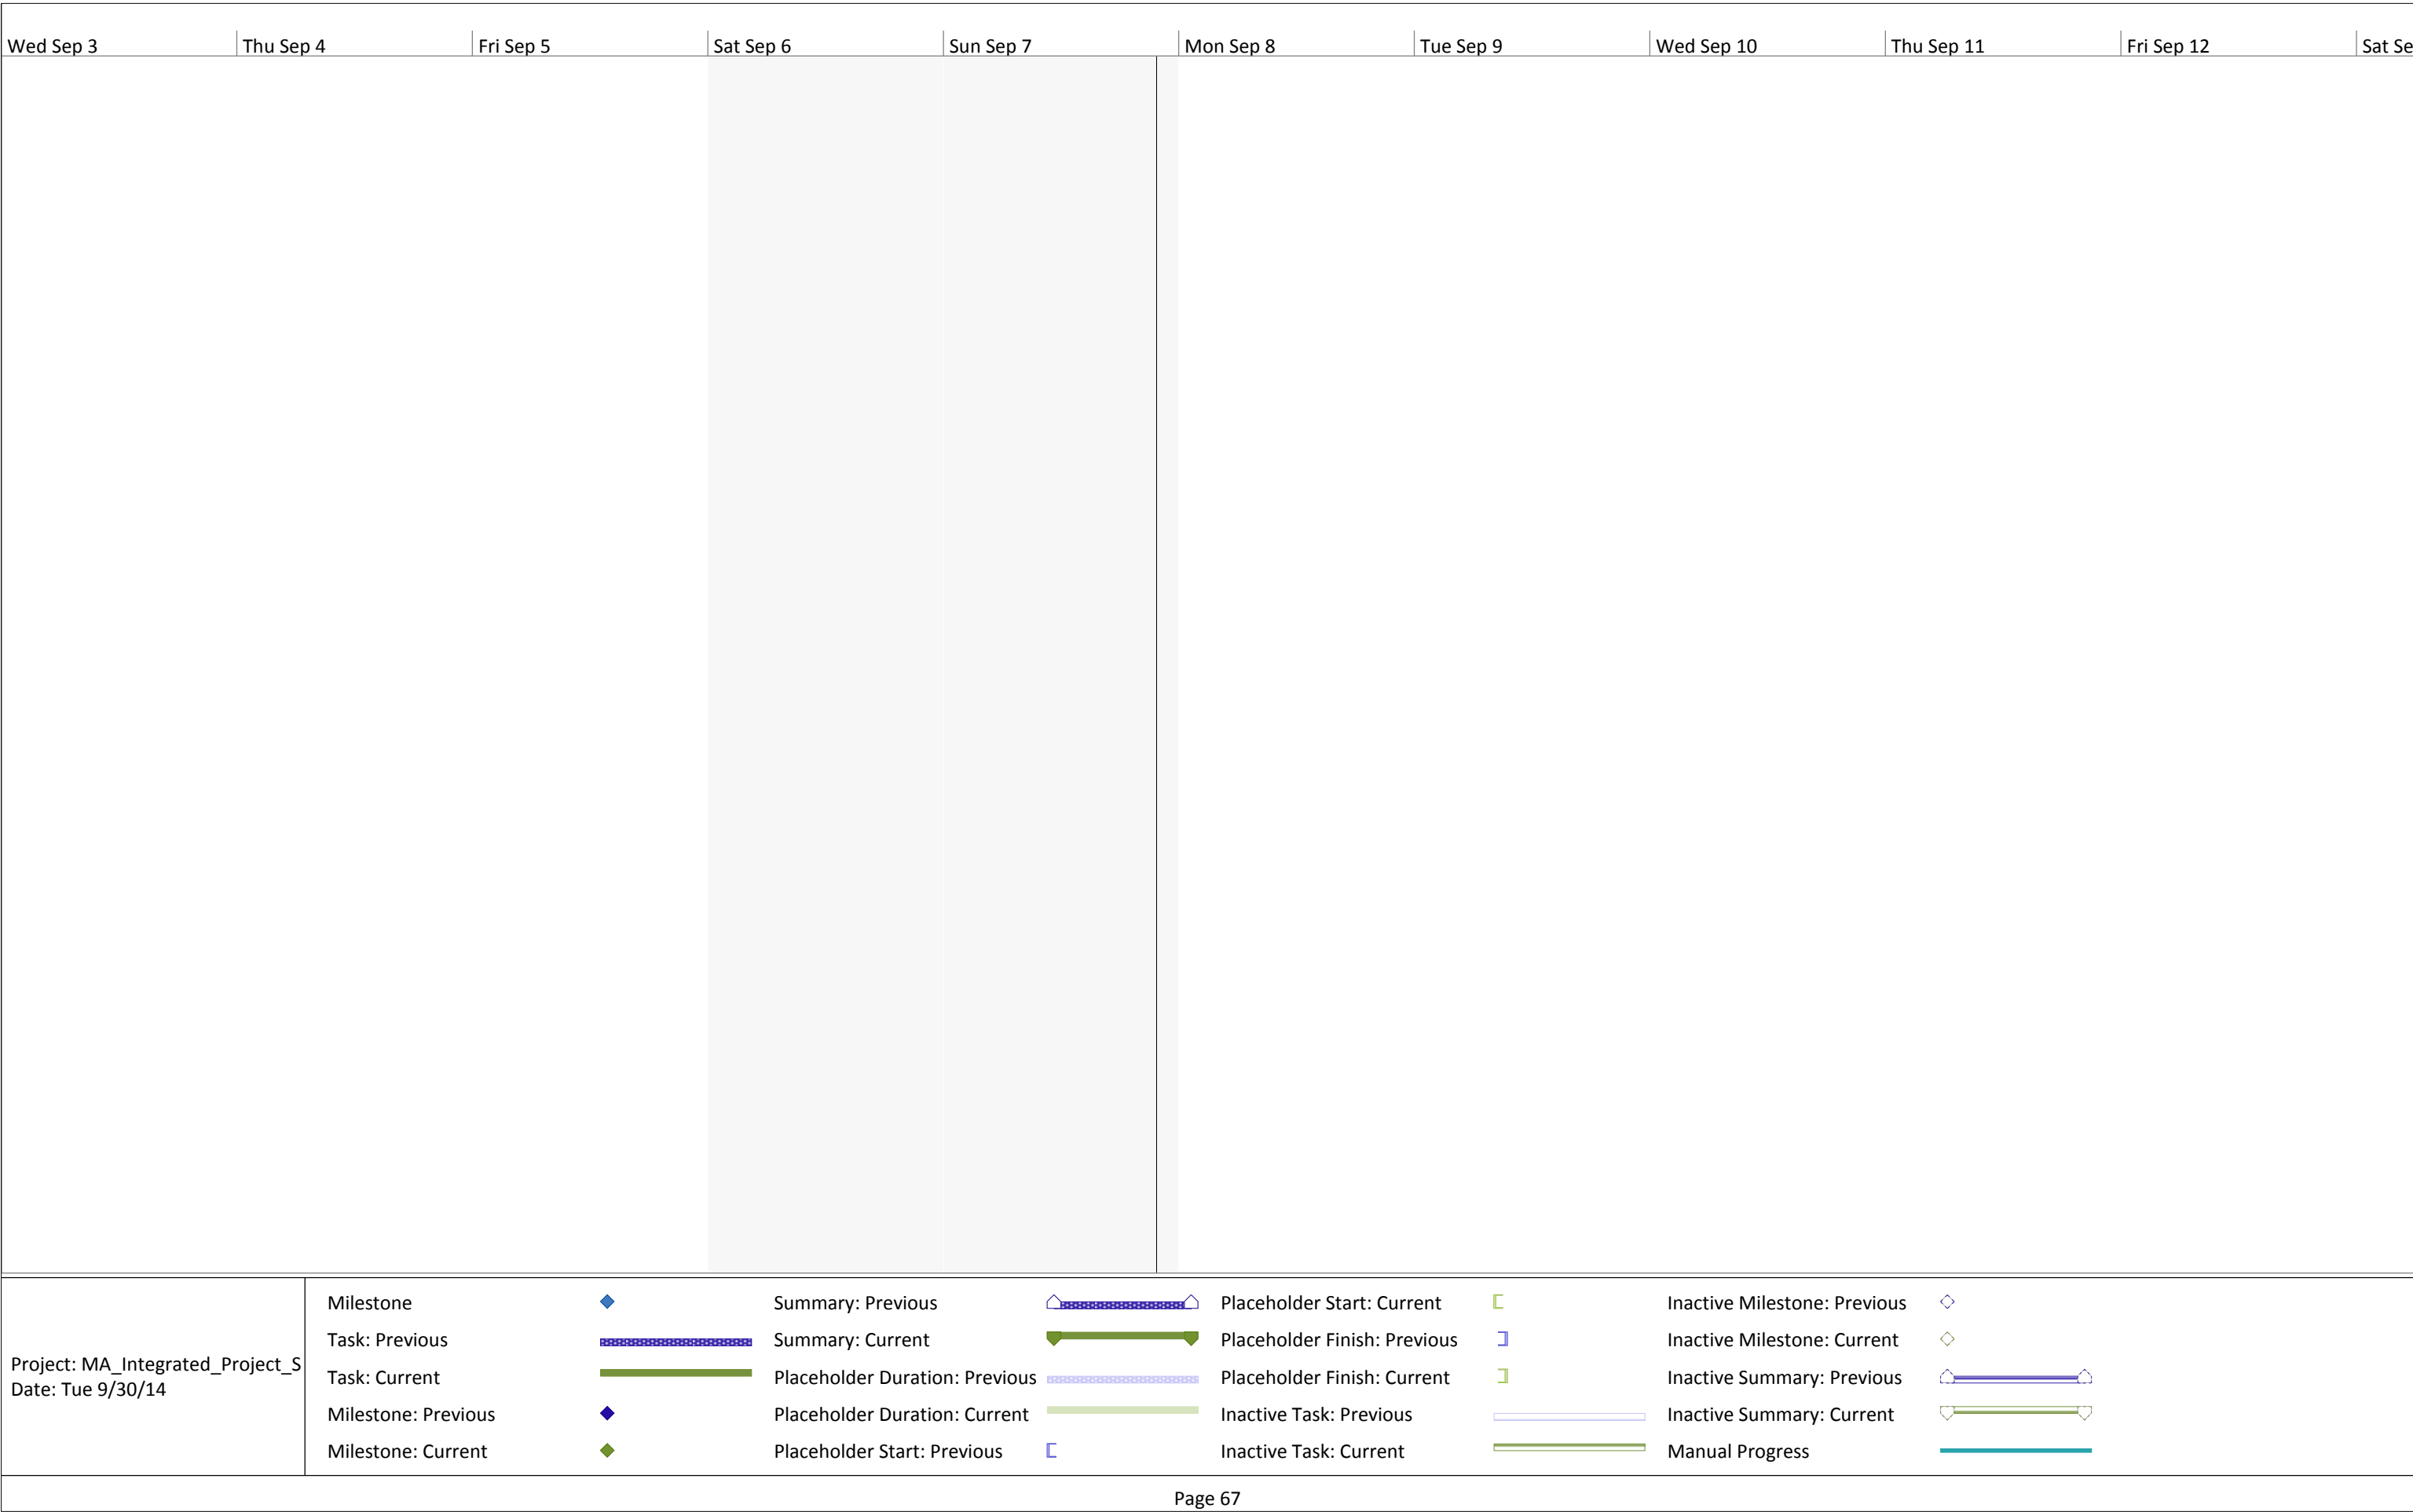 Wed Sep 3 Thu Sep 4 Fri Sep 5 Sat Sep 6 Sun Sep 7 Mon Sep 8 Tue Sep 9 Wed Sep 10 Thu Sep 11 Fri Sep 12 Sat Se
Project: MA_Integrated_Project_S
Date: Tue 9/30/14
Milestone
Task: Previous
Task: Current
Milestone: Previous
Milestone: Current
Summary: Previous
Summary: Current
Placeholder Duration: Previous
Placeholder Duration: Current
Placeholder Start: Previous
Placeholder Start: Current
Placeholder Finish: Previous
Placeholder Finish: Current
Inactive Task: Previous
Inactive Task: Current
Inactive Milestone: Previous
Inactive Milestone: Current
Inactive Summary: Previous
Inactive Summary: Current
Manual Progress
Page 67